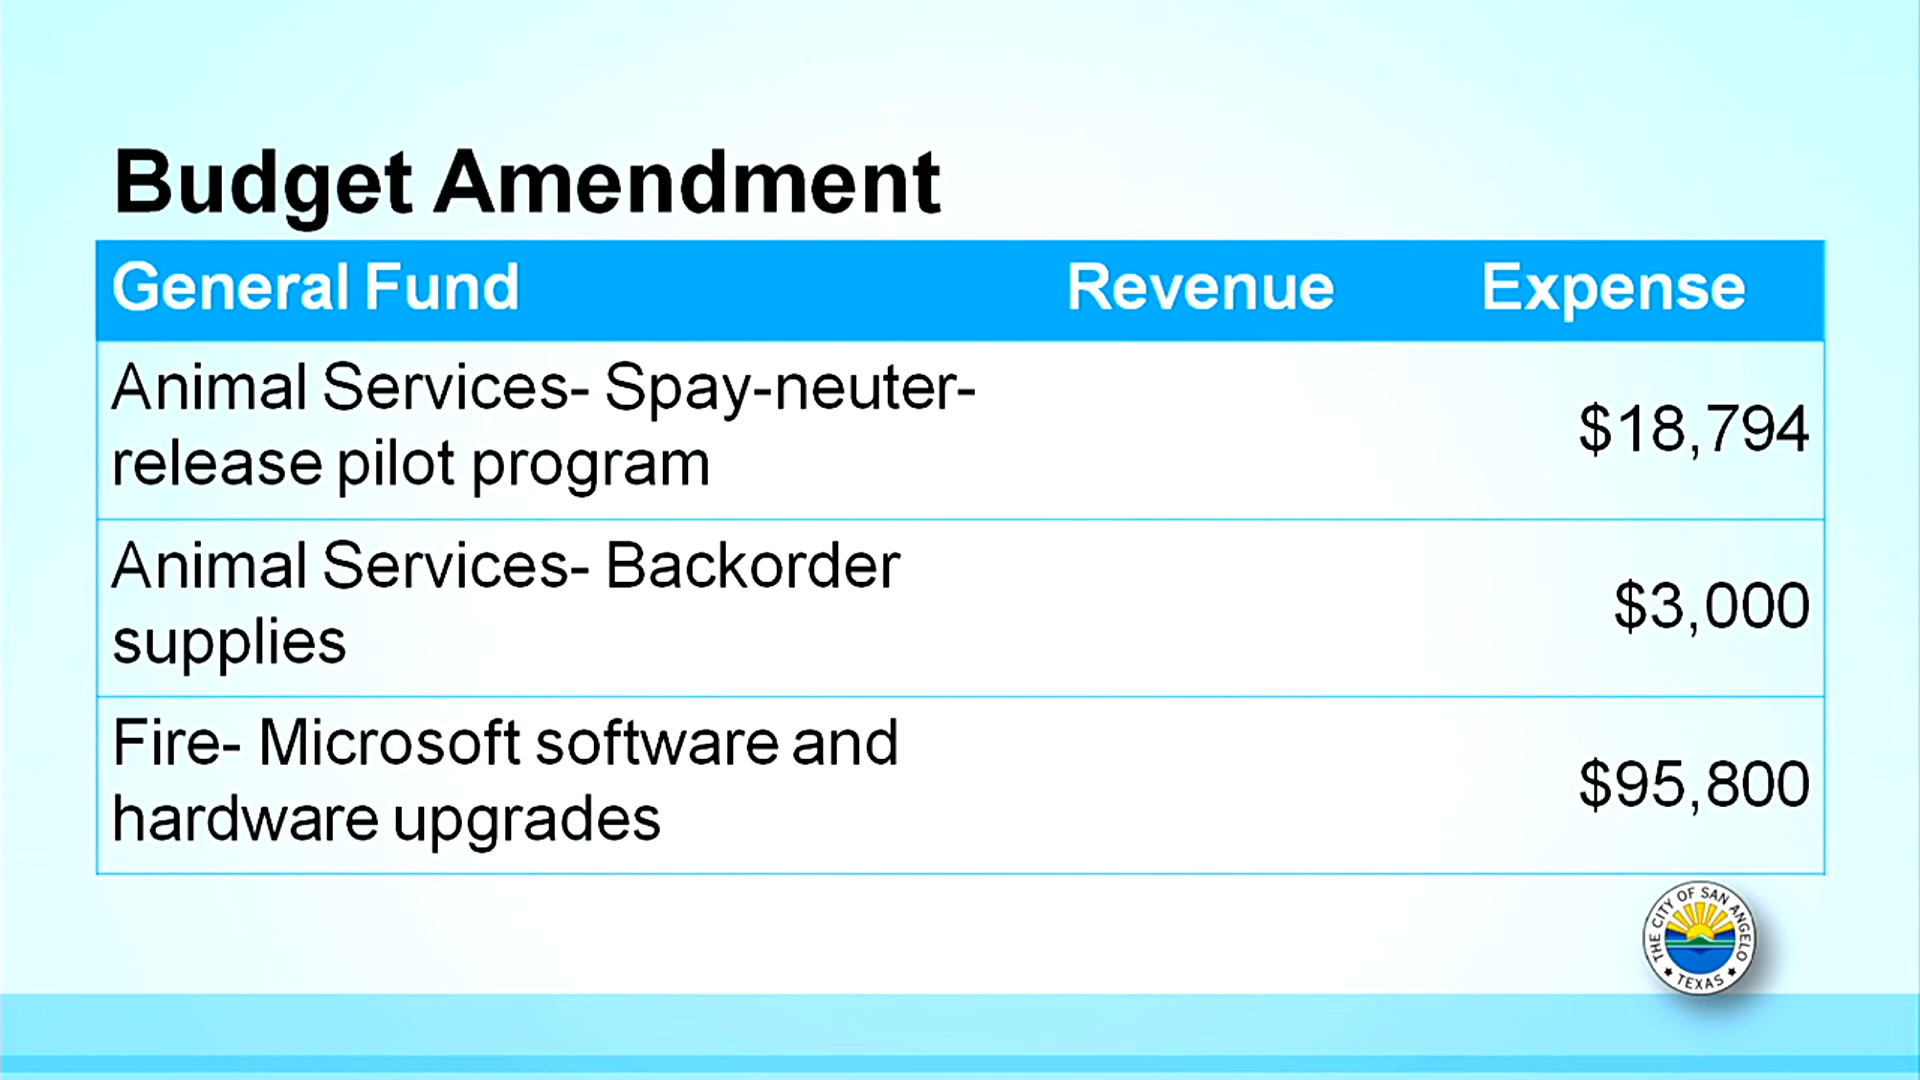 Budget Amendment
General Fund Revenue Expense
Animal Services- Spay-neuter-
release pilot program
$18,794
Animal Services- Backorder
supplies
$3,000
Fire- Microsoft software and
hardware upgrades
$95,800
THE CITY OF SAN ANGELO
TEXAS